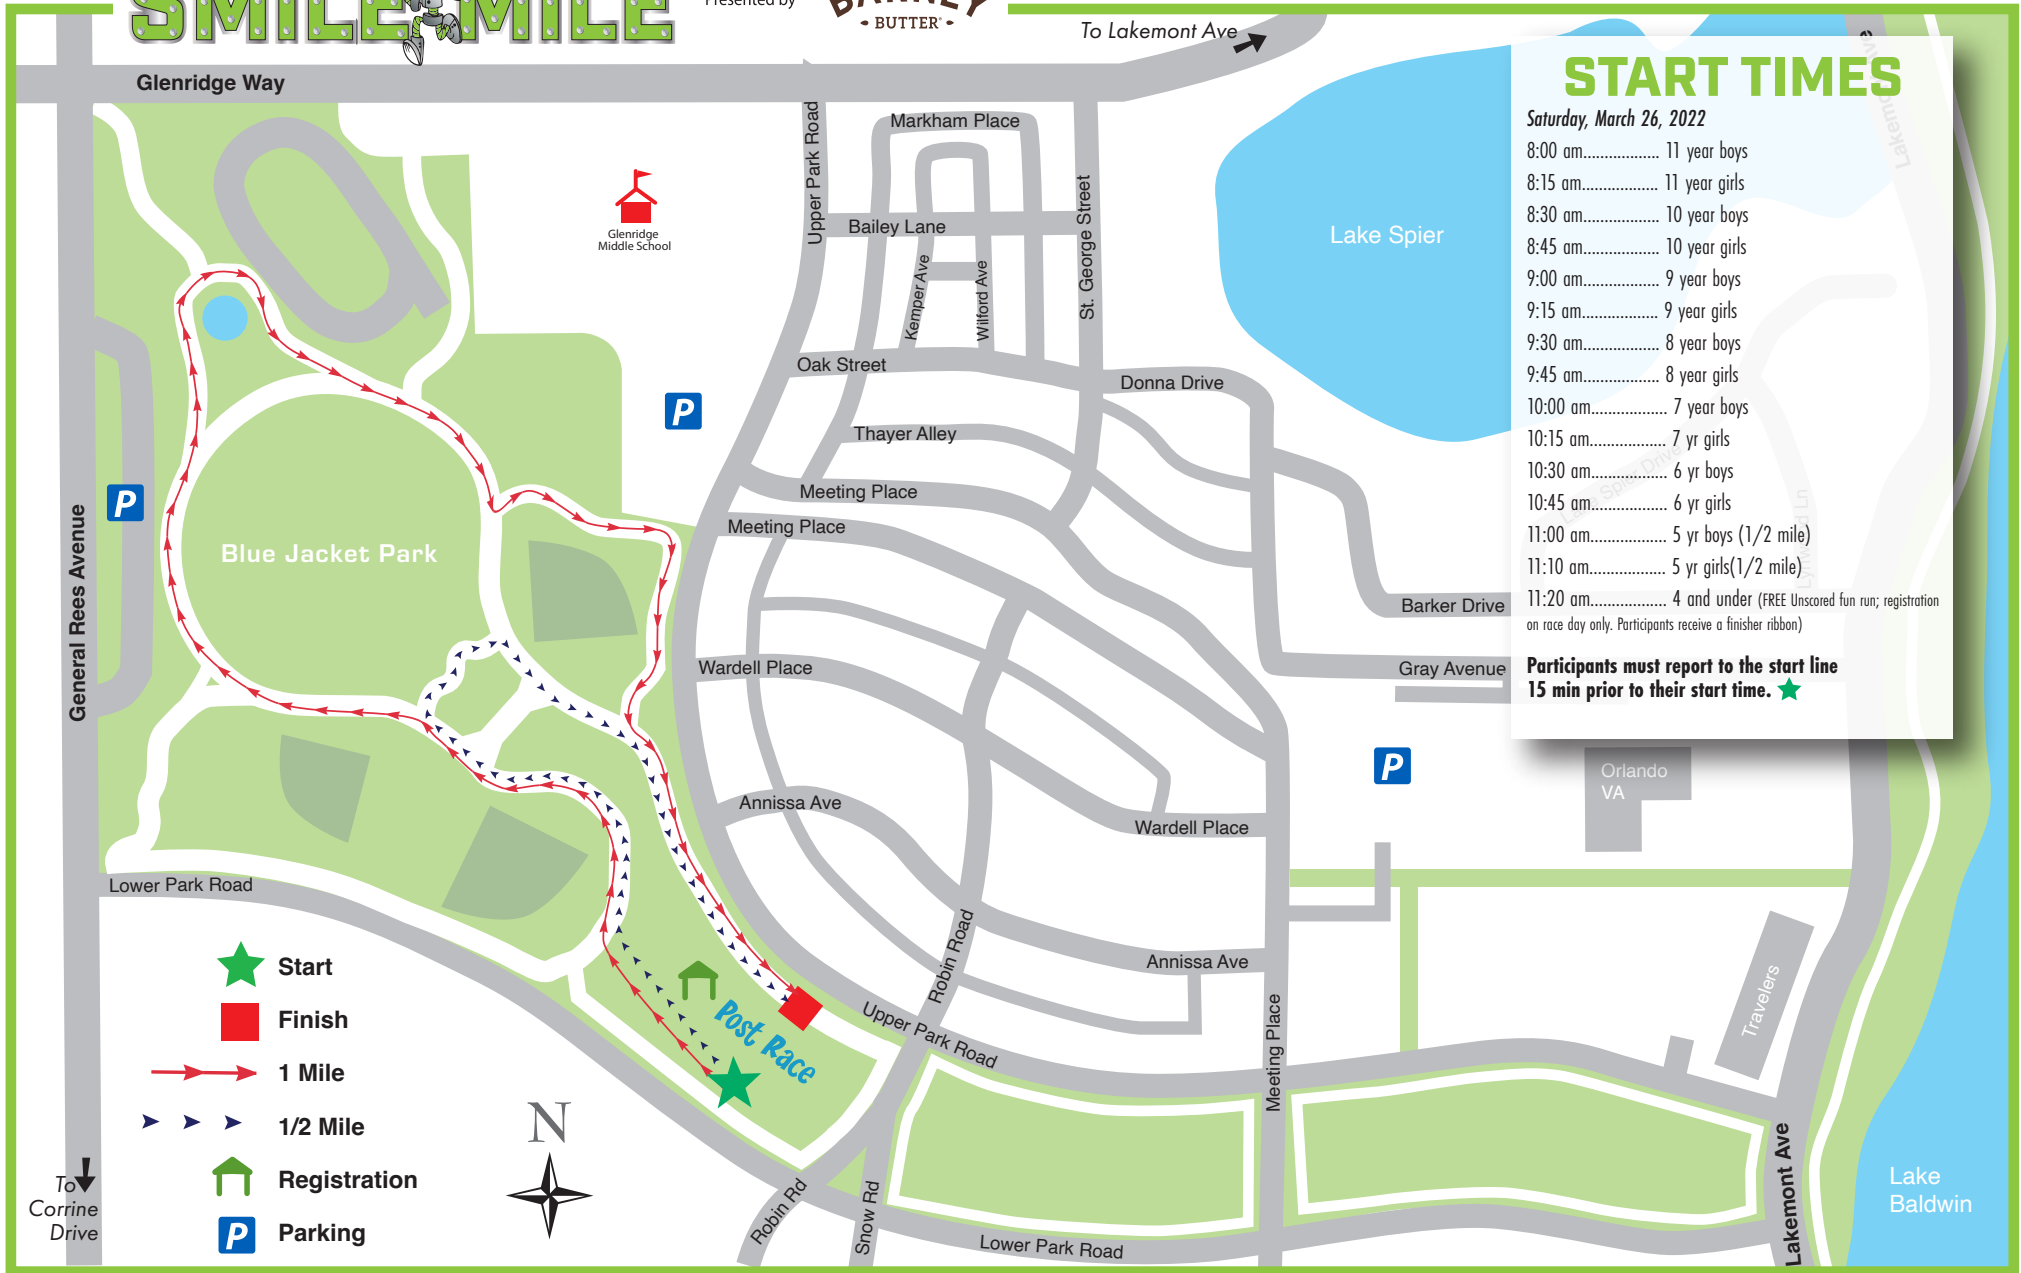 SMILE MILE
Presented by
BARNEY
BUTTER
To Lakemont Ave
Glenridge Way
START TIMES
Saturday, March 26, 2022
8:00 am.................. 11 year boys
8:15 am.................. 11 year girls
8:30 am.................. 10 year boys
8:45 am.................. 10 year girls
9:00 am.................. 9 year boys
9:15 am.................. 9 year girls
9:30 am.................. 8 year boys
9:45 am.................. 8 year girls
10:00 am.................. 7 year boys
10:15 am.................. 7 yr girls
10:30 am.................. 6 yr boys
10:45 am.................. 6 yr girls
11:00 am.................. 5 yr boys (1/2 mile)
11:10 am.................. 5 yr girls(1/2 mile)
11:20 am.................. 4 and under (FREE Unscored fun run; registration
on race day only. Participants receive a finisher ribbon)
Participants must report to the start line
15 min prior to their start time.
Lakemont Drive
Lake Spier Drive
Lynwood Ln
Upper Park Road
Markham Place
Bailey Lane
St. George Street
Kemper Ave
Wilford Ave
Glenridge
Middle School
Lake Spier
Oak Street
Donna Drive
P
Thayer Alley
Meeting Place
Meeting Place
P
General Rees Avenue
Blue Jacket Park
Barker Drive
Wardell Place
Gray Avenue
P
Orlando
VA
Annissa Ave
Wardell Place
Lower Park Road
Robin Road
Annissa Ave
Travelers
Upper Park Road
Meeting Place
Post Race
Start
Finish
1 Mile
1/2 Mile
Registration
P Parking
N
To
Corrine
Drive
Robin Rd
Snow Rd
Lower Park Road
Lakemont Ave
Lake
Baldwin